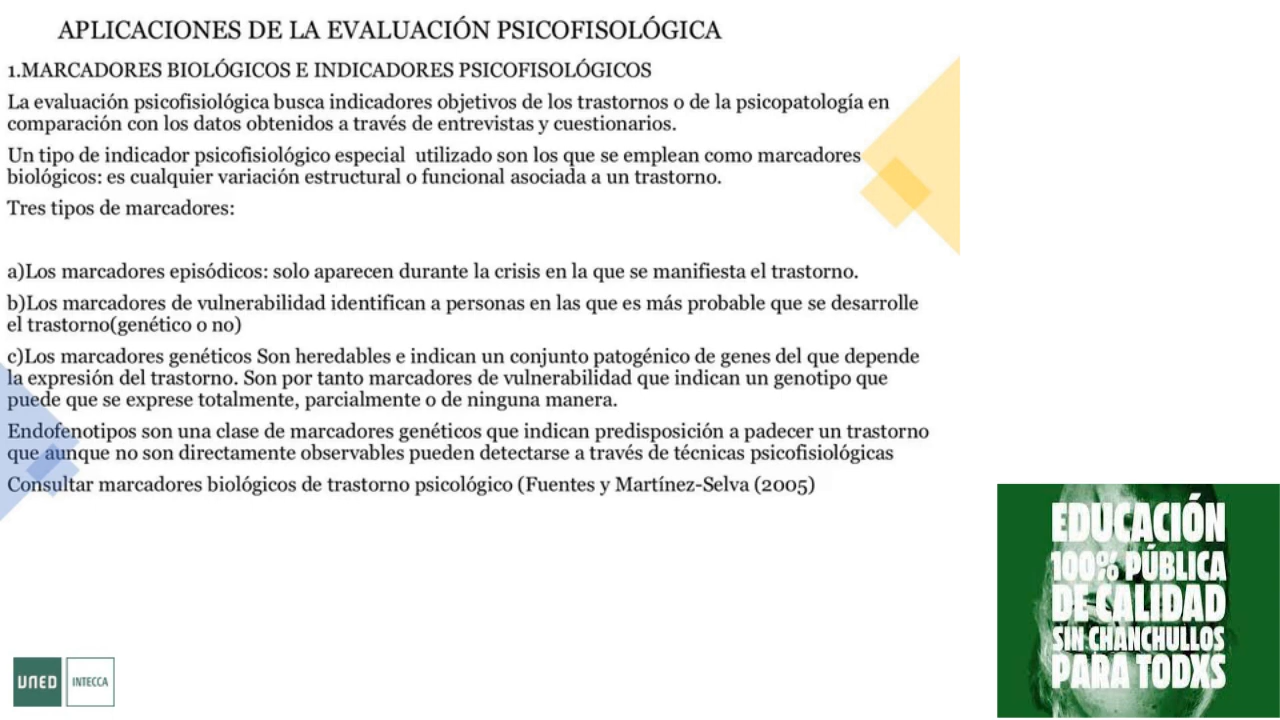 APLICACIONES DE LA EVALUACIÓN PSICOFISOLÓGICA
1.MARCADORES BIOLÓGICOS E INDICADORES PSICOFISOLÓGICOS
La evaluación psicofisiológica busca indicadores objetivos de los trastornos o de la psicopatología en
comparación con los datos obtenidos a través de entrevistas y cuestionarios.
Un tipo de indicador psicofisiológico especial utilizado son los que se emplean como marcadores
biológicos: es cualquier variación estructural o funcional asociada a un trastorno.
Tres tipos de marcadores:
a)Los marcadores episódicos: solo aparecen durante la crisis en la que se manifiesta el trastorno.
b)Los marcadores de vulnerabilidad identifican a personas en las que es más probable que se desarrolle
el trastorno(genético o no)
c)Los marcadores genéticos Son heredables e indican un conjunto patogénico de genes del que depende
la expresión del trastorno. Son por tanto marcadores de vulnerabilidad que indican un genotipo que
puede que se exprese totalmente, parcialmente o de ninguna manera.
Endofenotipos son una clase de marcadores genéticos que indican predisposición a padecer un trastorno
que aunque no son directamente observables pueden detectarse a través de técnicas psicofisiológicas
Consultar marcadores biológicos de trastorno psicológico (Fuentes y Martínez-Selva (2005)
EDUCACIÓN
100% PÚBLICA
DE CALIDAD
SIN CHANCHULLOS
PARA TODXS
UNED INTECCA